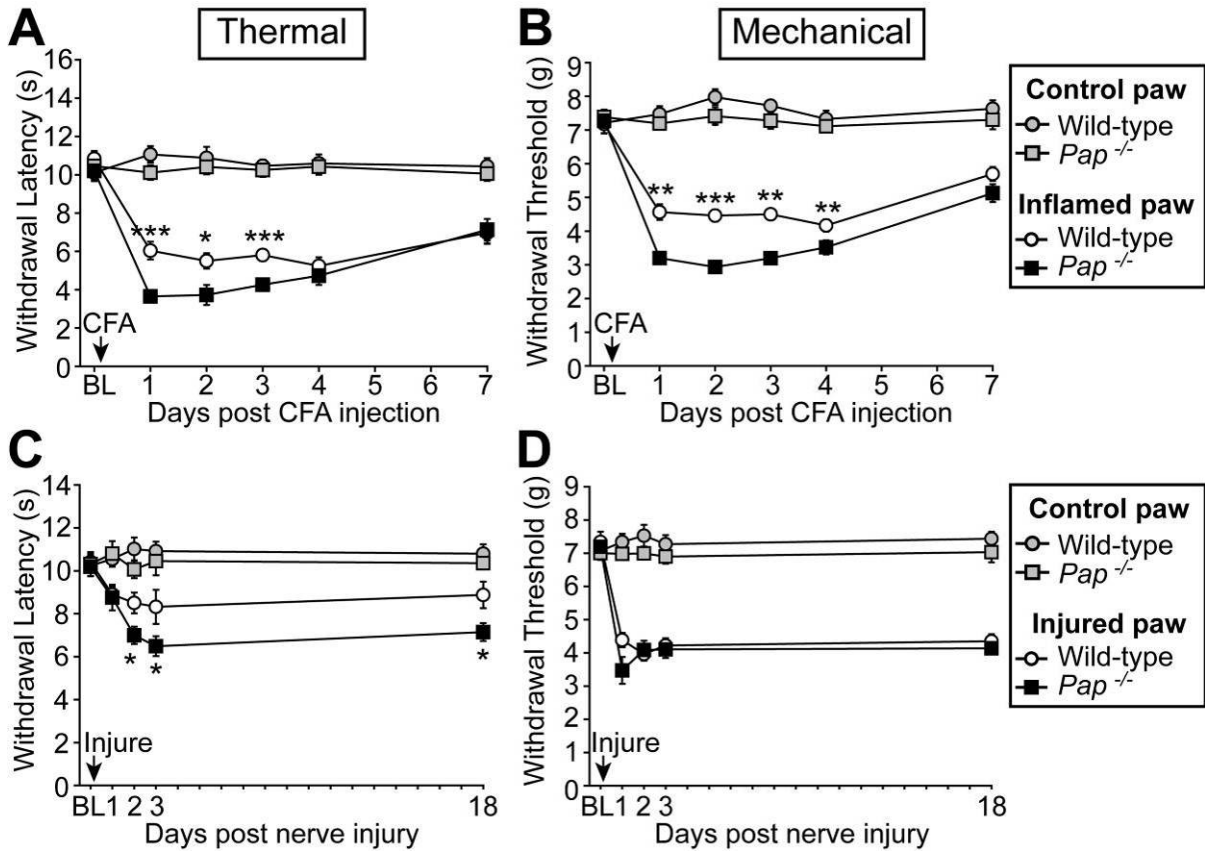 A
Thermal
Withdrawal Latency (s)
16
14
12
10
8
6
4
2
0
***
*
***
CFA
BL 1 2 3 4 6 6 7
Days post CFA injection
B
Mechanical
Withdrawal Threshold (g)
9
8
7
6
5
4
3
2
1
0
**
***
**
**
CFA
BL 1 2 3 4 6 6 7
Days post CFA injection
Control paw
Wild-type
Pap -/-
Inflamed paw
Wild-type
Pap -/-
C
Withdrawal Latency (s)
14
12
10
8
6
4
2
0
*
*
*
Injure
BL 1 2 3 18
Days post nerve injury
D
Withdrawal Threshold (g)
9
8
7
6
5
4
3
2
1
0
Injure
BL 1 2 3 18
Days post nerve injury
Control paw
Wild-type
Pap -/-
Injured paw
Wild-type
Pap -/-